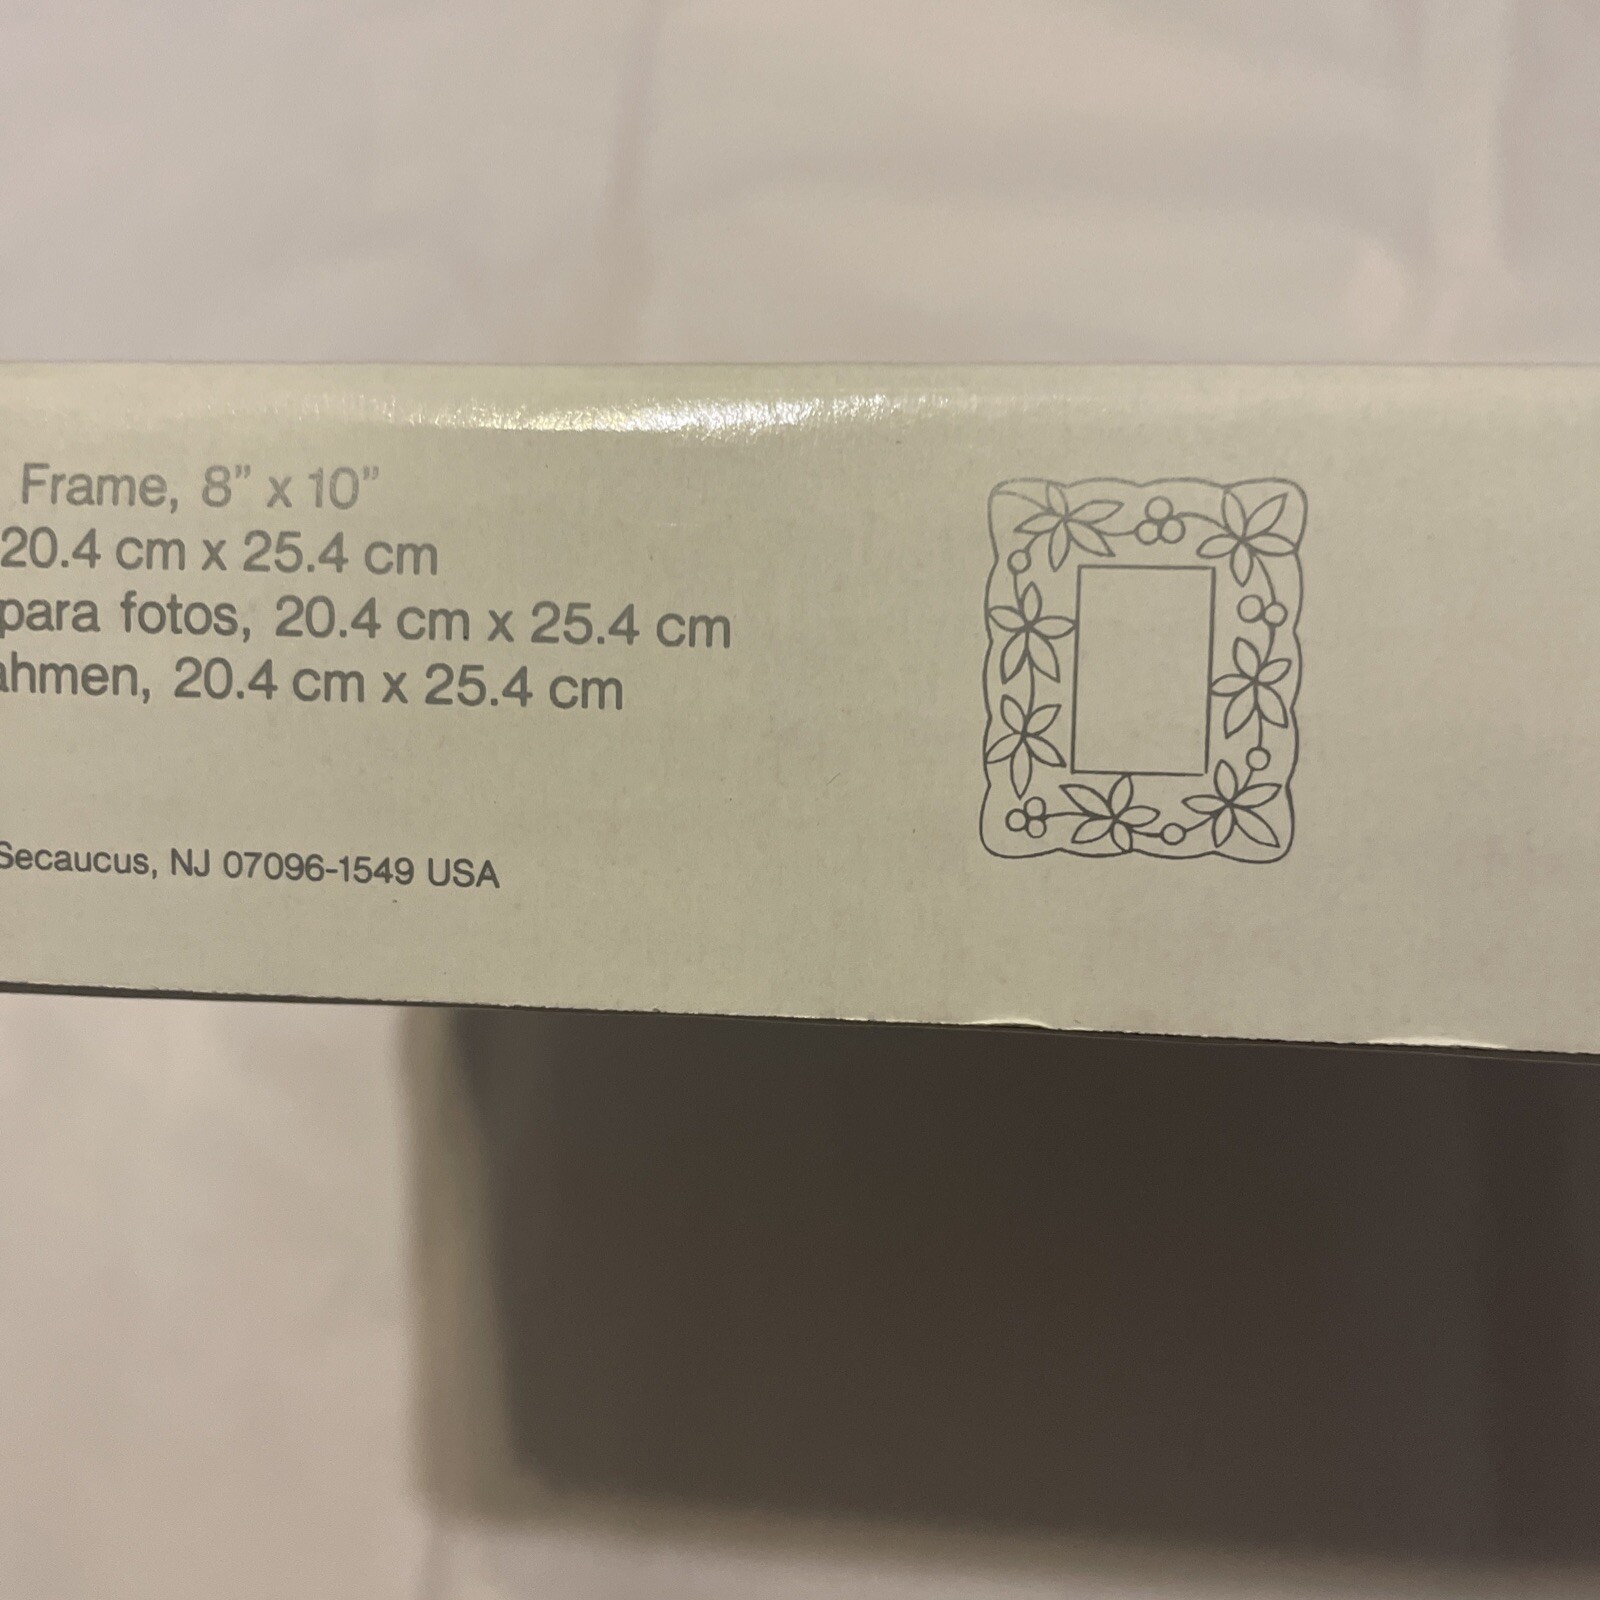 Frame, 8” x 10”
20.4 cm x 25.4 cm
para fotos, 20.4 cm x 25.4 cm
ahmen, 20.4 cm x 25.4 cm
Secaucus, NJ 07096-1549 USA